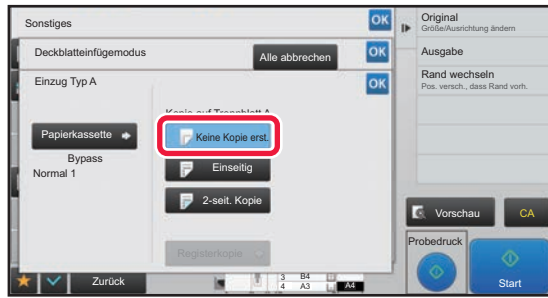 Sonstiges
OK
Deckblatteinfügemodus
Alle abbrechen
OK
Einzug Typ A
OK
Kopie auf Trennblatt A
Papierkassette
Bypass
Normal 1
Keine Kopie erst.
Einseitig
2-seit. Kopie
Registerkopie
Zurück
3 B4
4 A3
A4
Original
Größe/Ausrichtung ändern
Ausgabe
Rand wechseln
Pos. versch., dass Rand vorh.
Vorschau
CA
Probedruck
Start